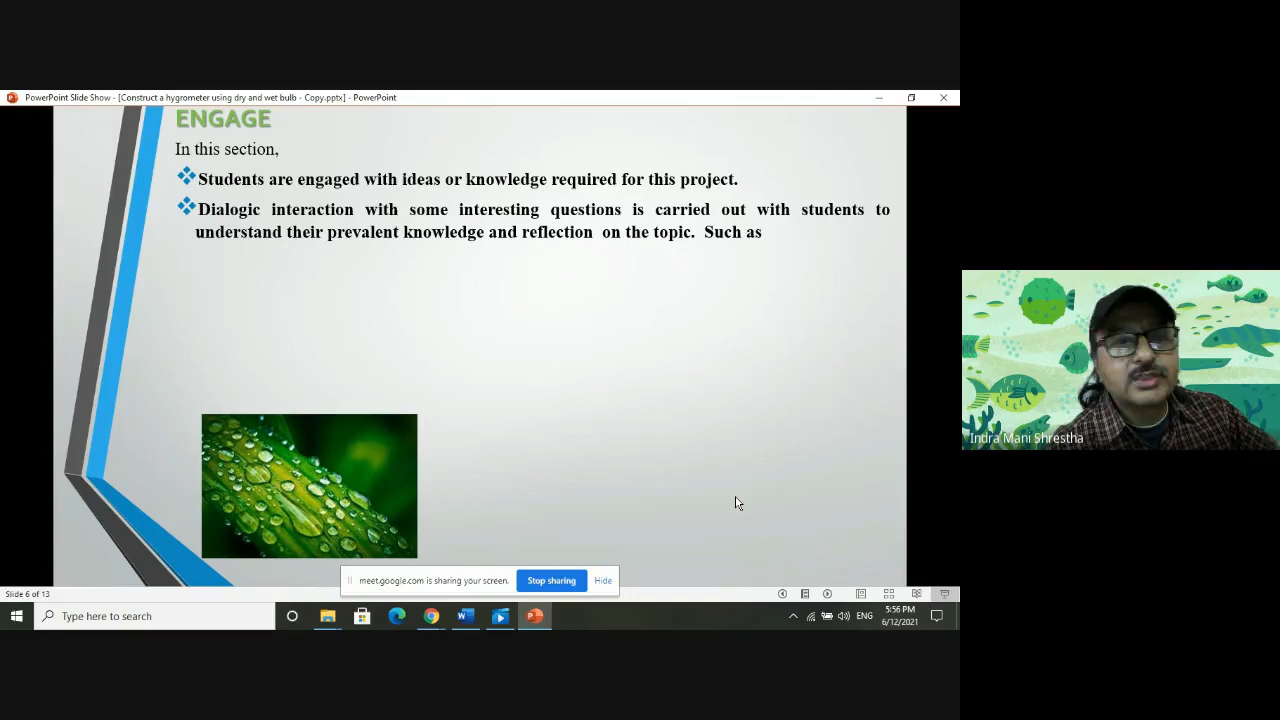 PowerPoint Slide Show - [Construct a hygrometer using dry and wet bulb - Copy.pptx] - PowerPoint
ENGAGE
In this section,
Students are engaged with ideas or knowledge required for this project.
Dialogic interaction with some interesting questions is carried out with students to
understand their prevalent knowledge and reflection on the topic. Such as
Indra Mani Shrestha
meet.google.com is sharing your screen.
Stop sharing
Hide
Slide 6 of 13
Type here to search
ENG
5:56 PM
6/12/2021